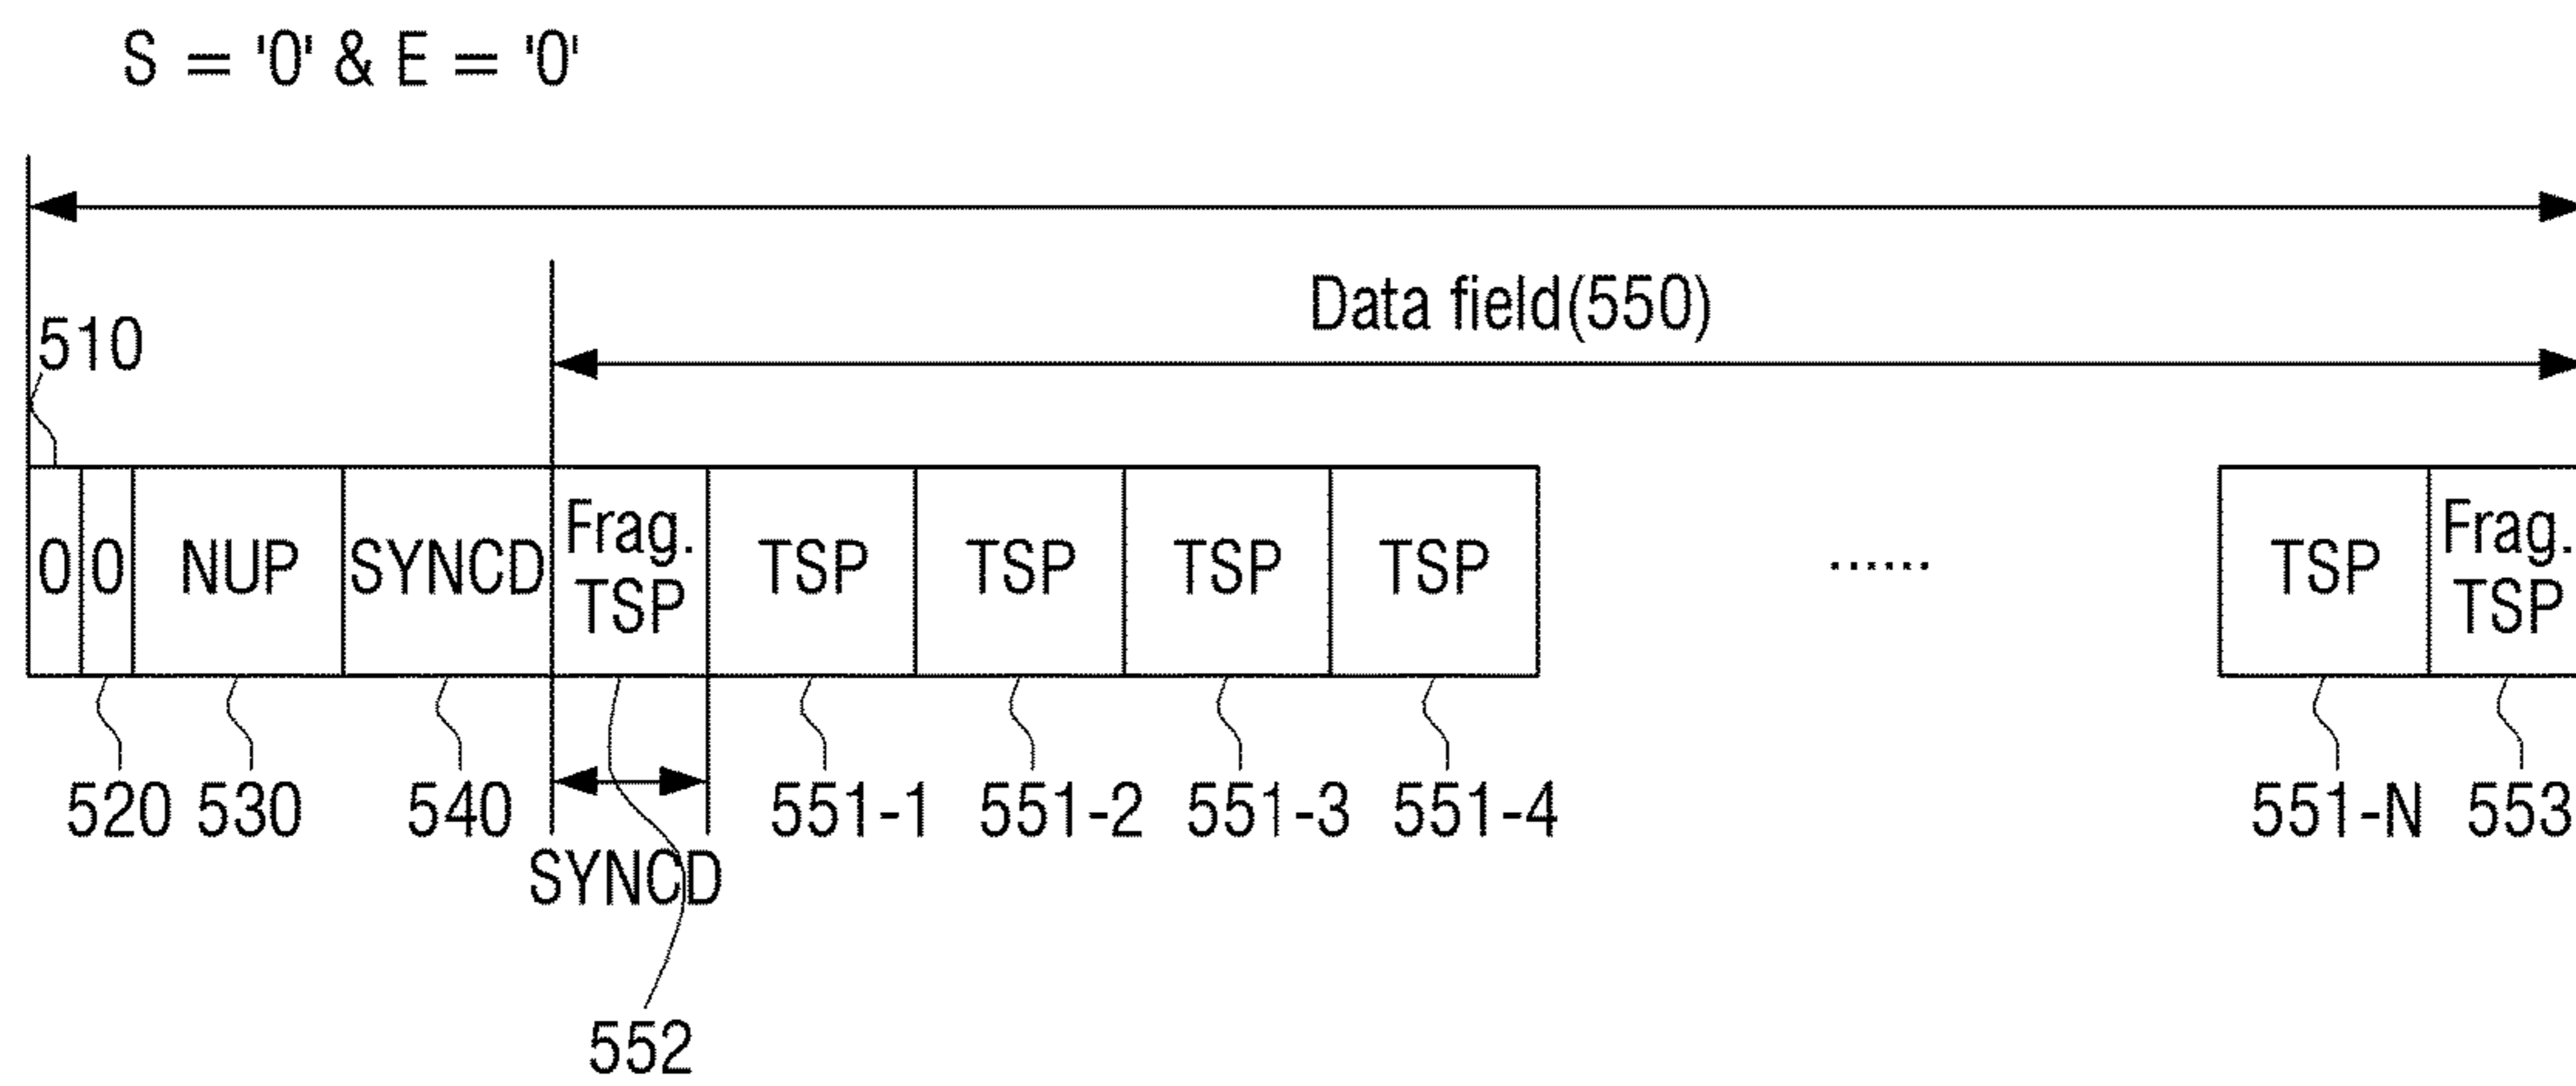 S = '0' & E = '0'
Data field(550)
510
0 0 NUP SYNCD Frag. TSP TSP TSP TSP TSP ...... TSP Frag. TSP
520 530 540 551-1 551-2 551-3 551-4 551-N 553
SYNCD
552